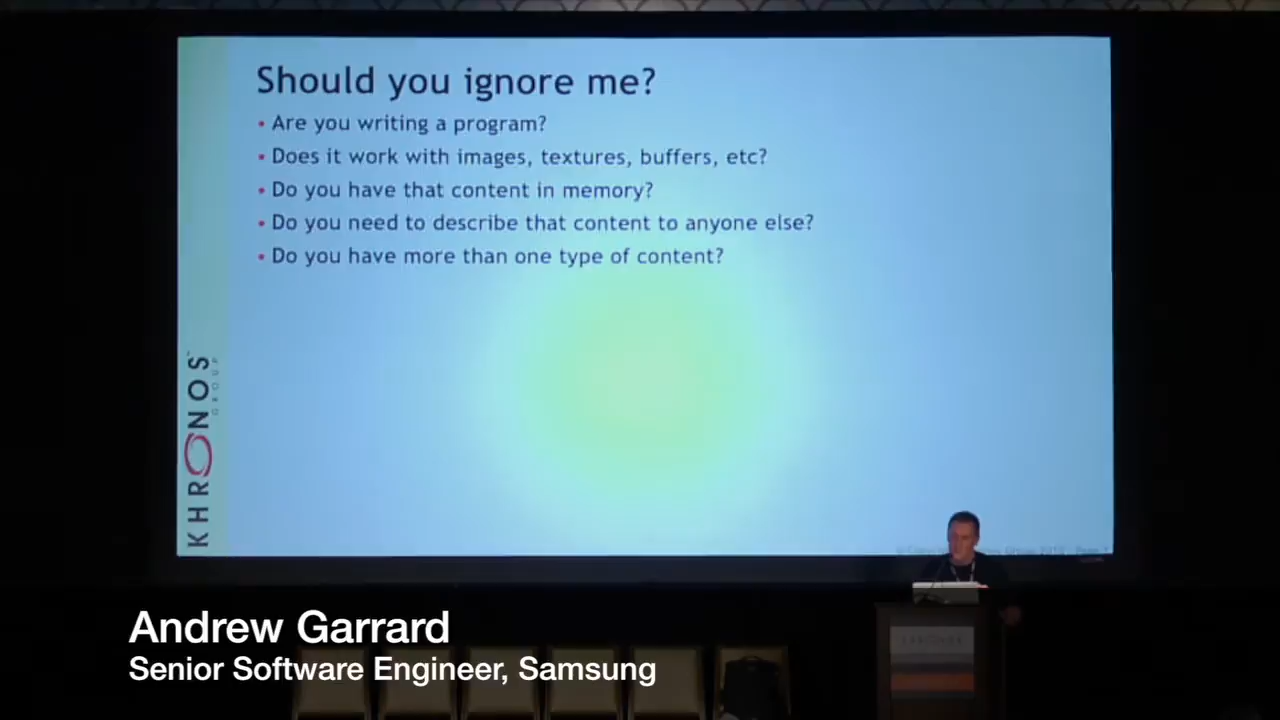 Should you ignore me?
• Are you writing a program?
• Does it work with images, textures, buffers, etc?
• Do you have that content in memory?
• Do you need to describe that content to anyone else?
• Do you have more than one type of content?
KHRONOS
GROUP
Andrew Garrard
Senior Software Engineer, Samsung